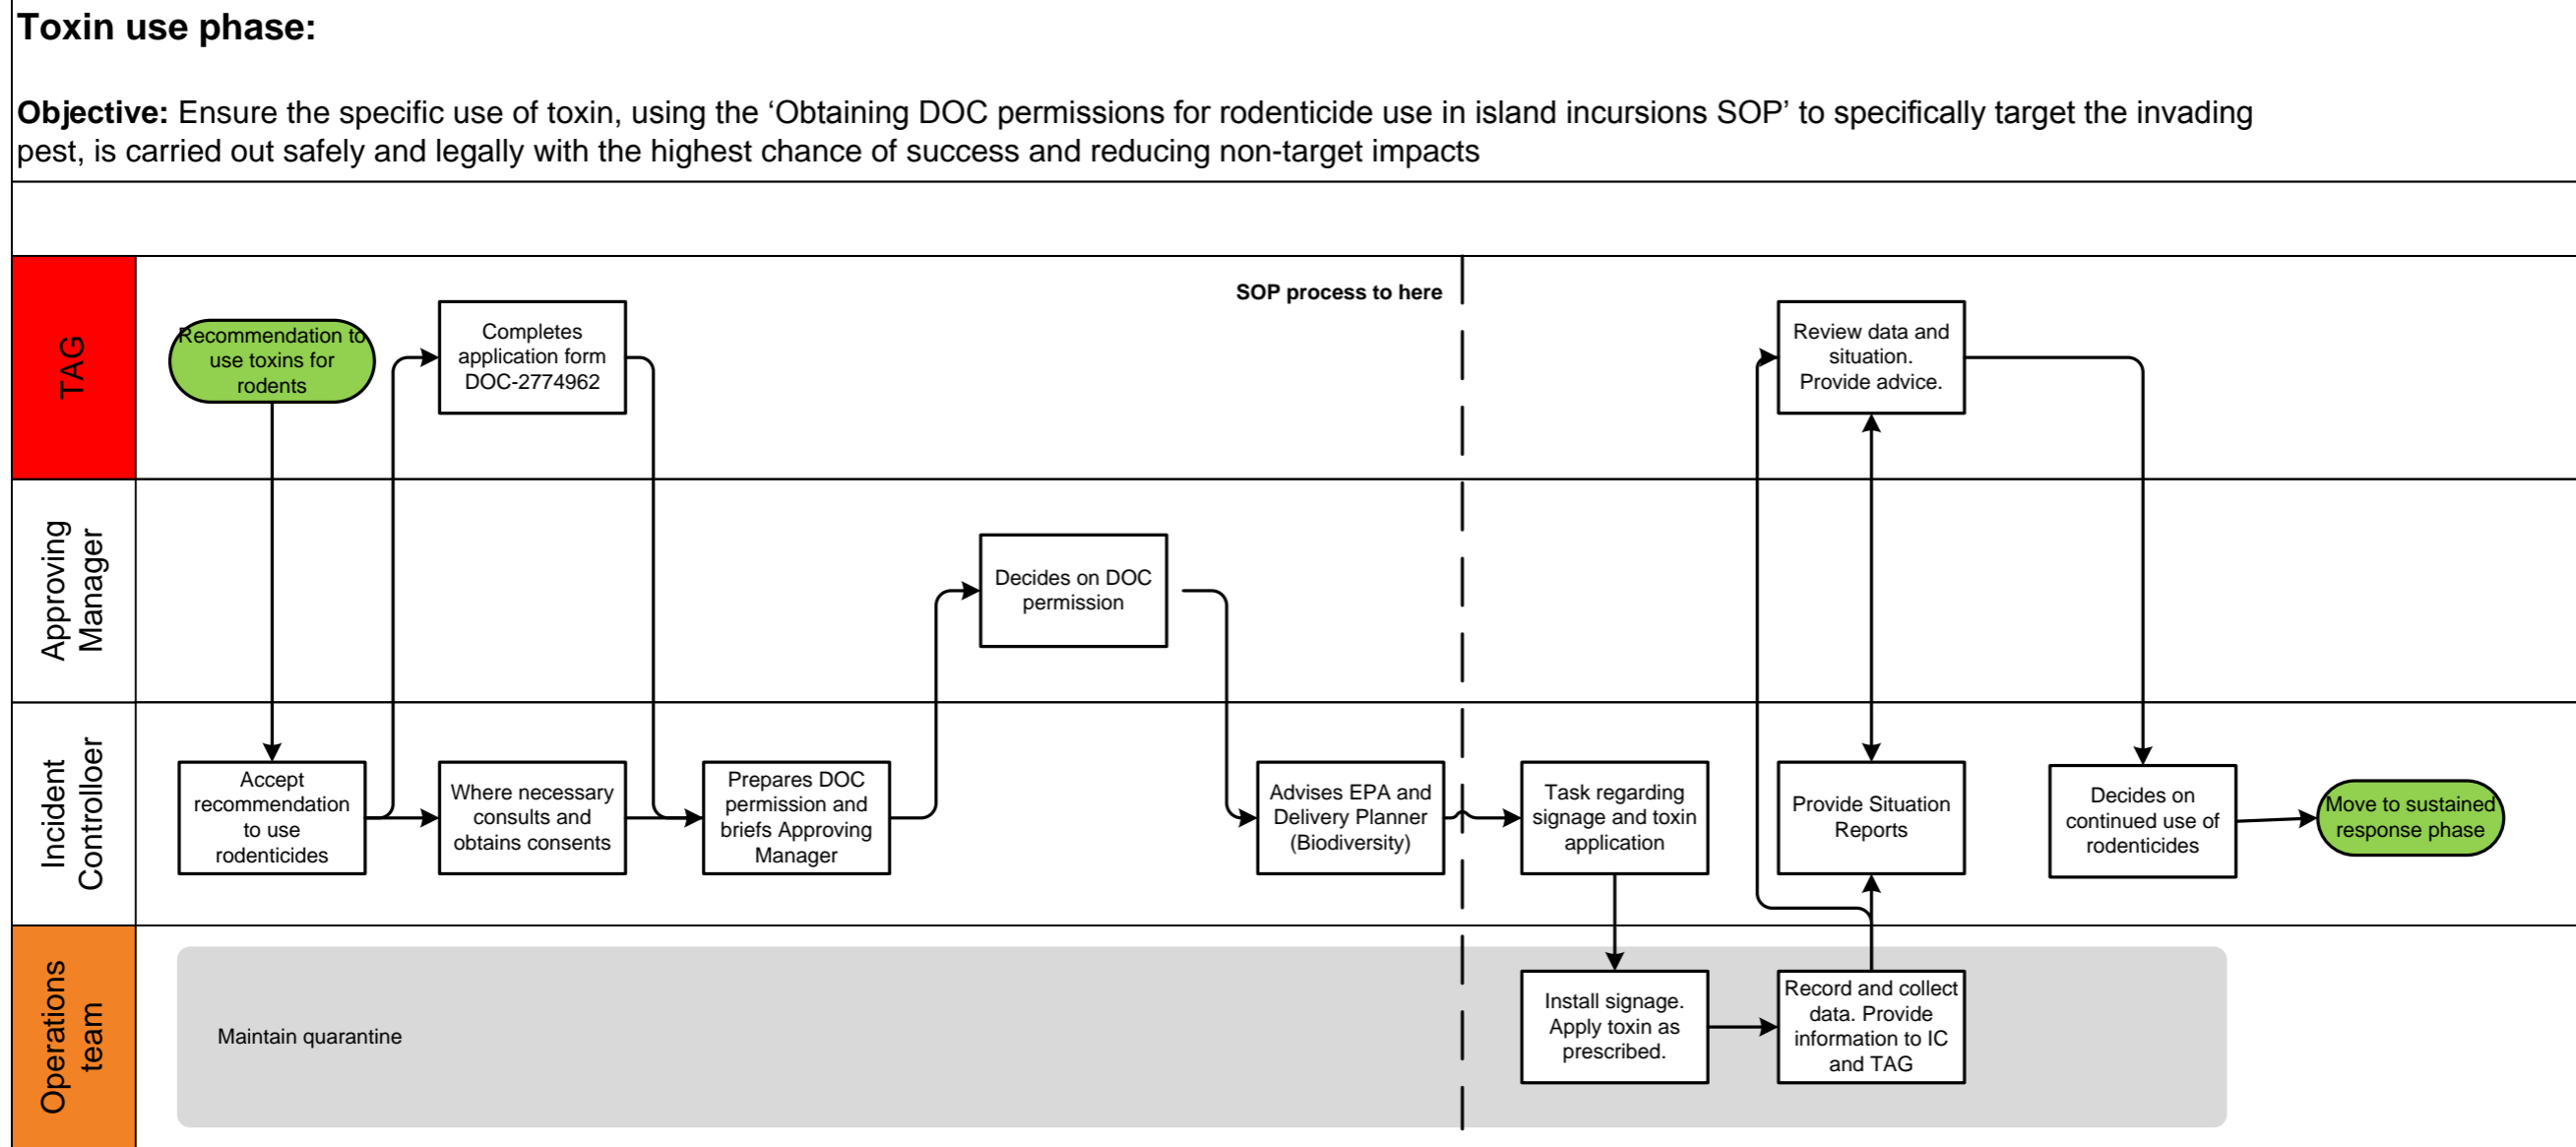 Toxin use phase:
Objective: Ensure the specific use of toxin, using the ‘Obtaining DOC permissions for rodenticide use in island incursions SOP’ to specifically target the invading
pest, is carried out safely and legally with the highest chance of success and reducing non-target impacts
TAG
Recommendation to
use toxins for
rodents
Completes
application form
DOC-2774962
SOP process to here
Review data and
situation.
Provide advice.
Approving
Manager
Decides on DOC
permission
Incident
Controlloer
Accept
recommendation
to use
rodenticides
Where necessary
consults and
obtains consents
Prepares DOC
permission and
briefs Approving
Manager
Advises EPA and
Delivery Planner
(Biodiversity)
Task regarding
signage and toxin
application
Provide Situation
Reports
Decides on
continued use of
rodenticides
Move to sustained
response phase
Operations
team
Maintain quarantine
Install signage.
Apply toxin as
prescribed.
Record and collect
data. Provide
information to IC
and TAG